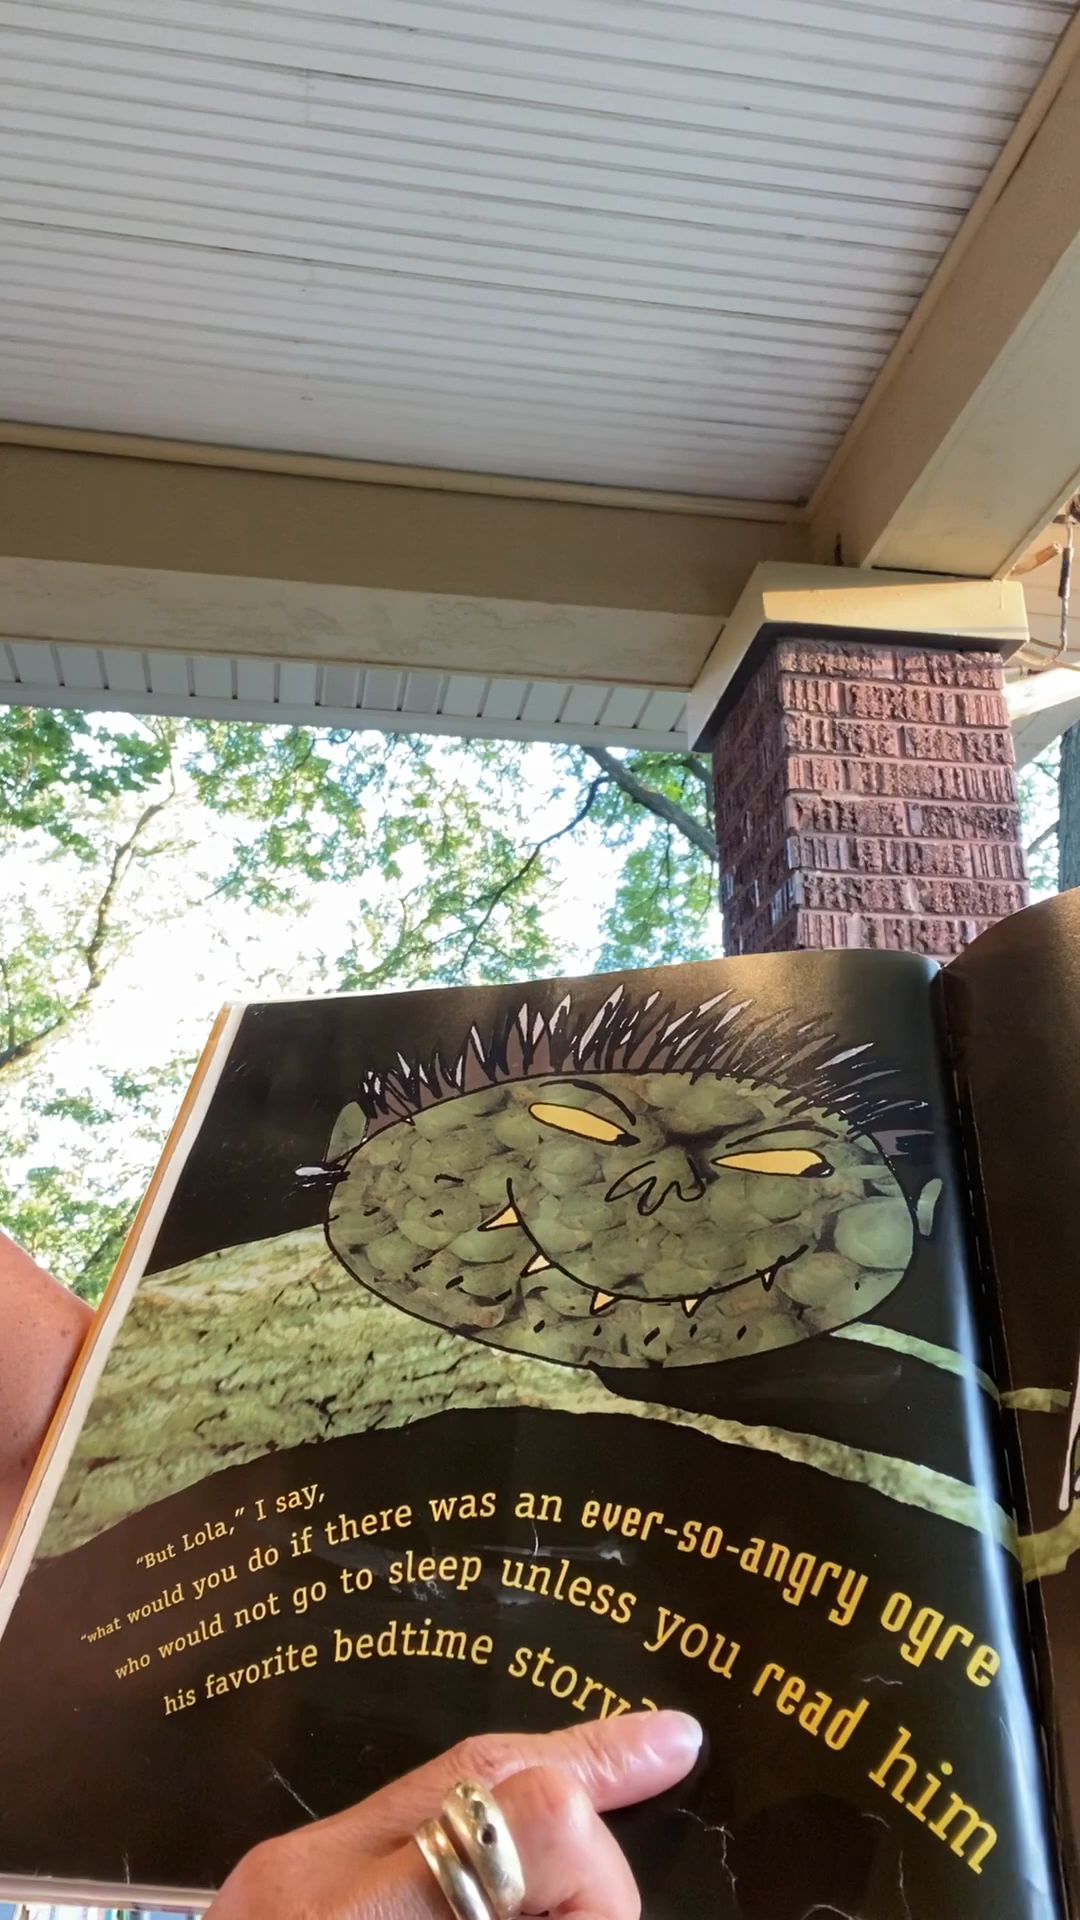 "But Lola," I say,
"what would you do if there was an ever-so-angry ogre
who would not go to sleep unless you read him
his favorite bedtime story?"